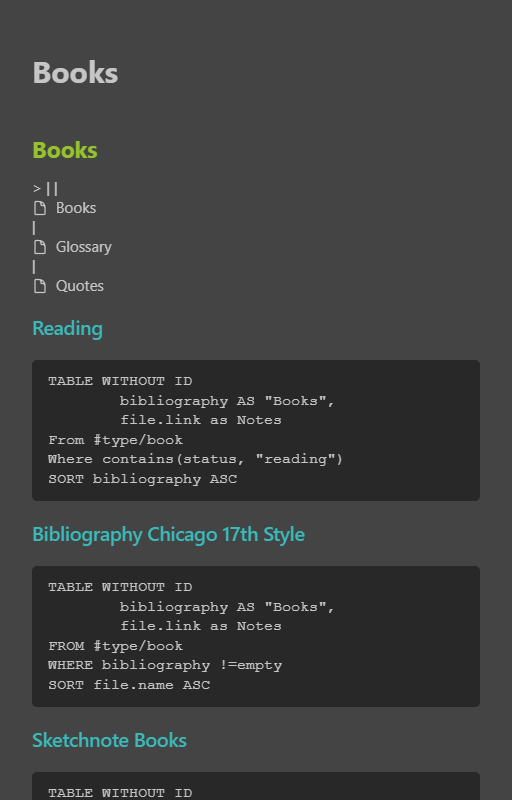 Books
Books
> ||
Books
|
Glossary
|
Quotes
Reading
TABLE WITHOUT ID
        bibliography AS "Books",
        file.link as Notes
From #type/book
Where contains(status, "reading")
SORT bibliography ASC
Bibliography Chicago 17th Style
TABLE WITHOUT ID
        bibliography AS "Books",
        file.link as Notes
FROM #type/book
WHERE bibliography !=empty
SORT file.name ASC
Sketchnote Books
TABLE WITHOUT ID